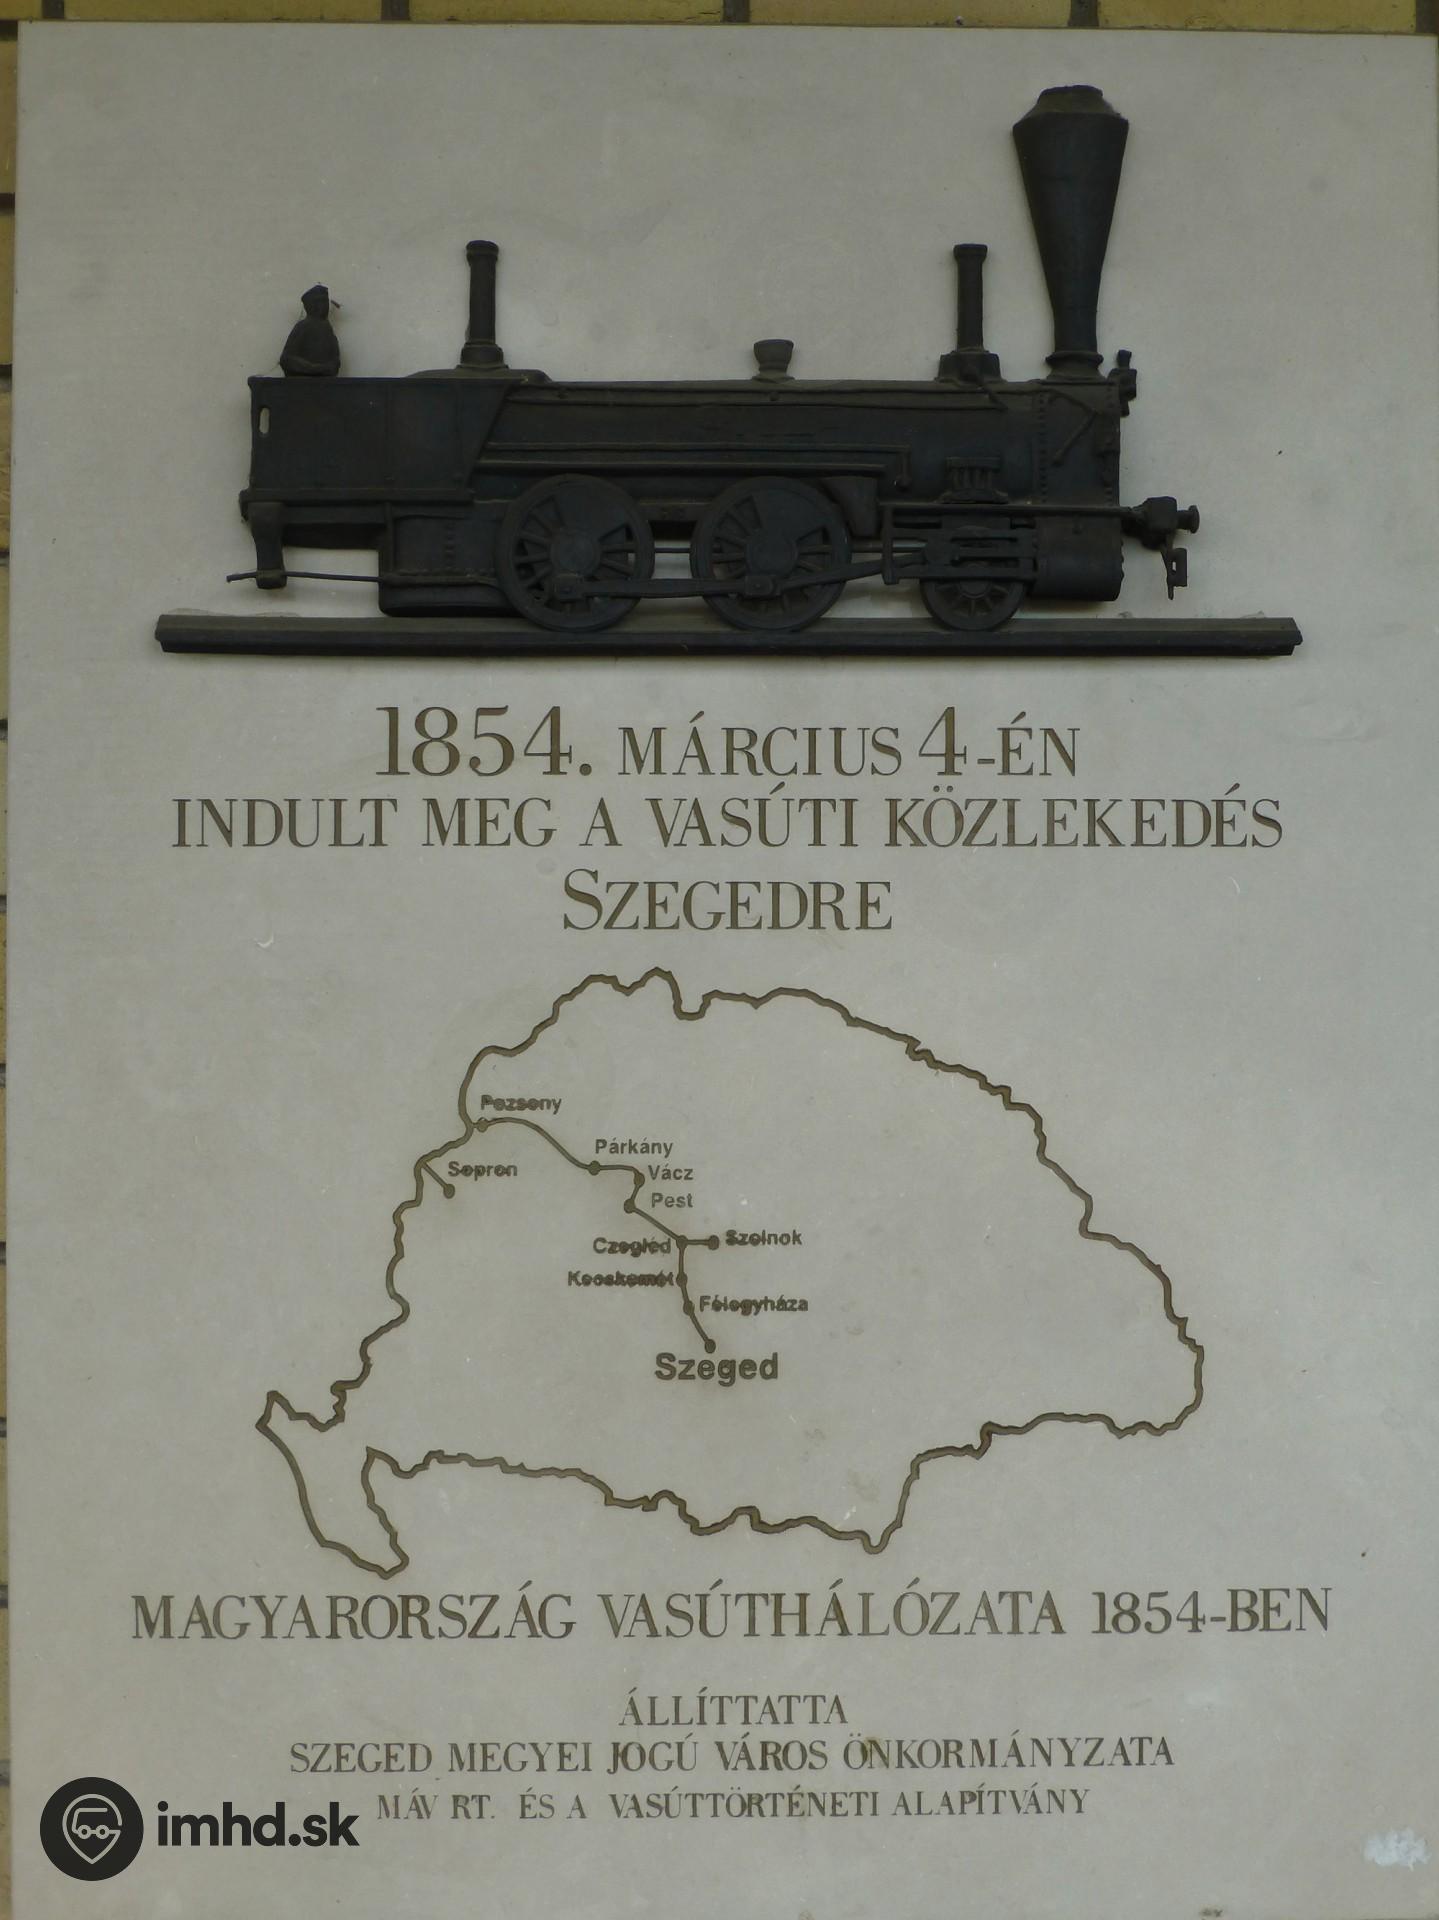 1854. MÁRCIUS 4-ÉN
INDULT MEG A VASÚTI KÖZLEKEDÉS
SZEGEDRE
Pozsony
Párkány
Sopron
Vácz
Pest
Szolnok
Czegléd
Kecskemét
Félegyháza
Szeged
MAGYARORSZÁG VASÚTHÁLÓZATA 1854-BEN
ÁLLÍTTATTA
SZEGED MEGYEI JOGÚ VÁROS ÖNKORMÁNYZATA
MÁV RT. ÉS A VASÚTTÖRTÉNETI ALAPÍTVÁNY
imhd.sk